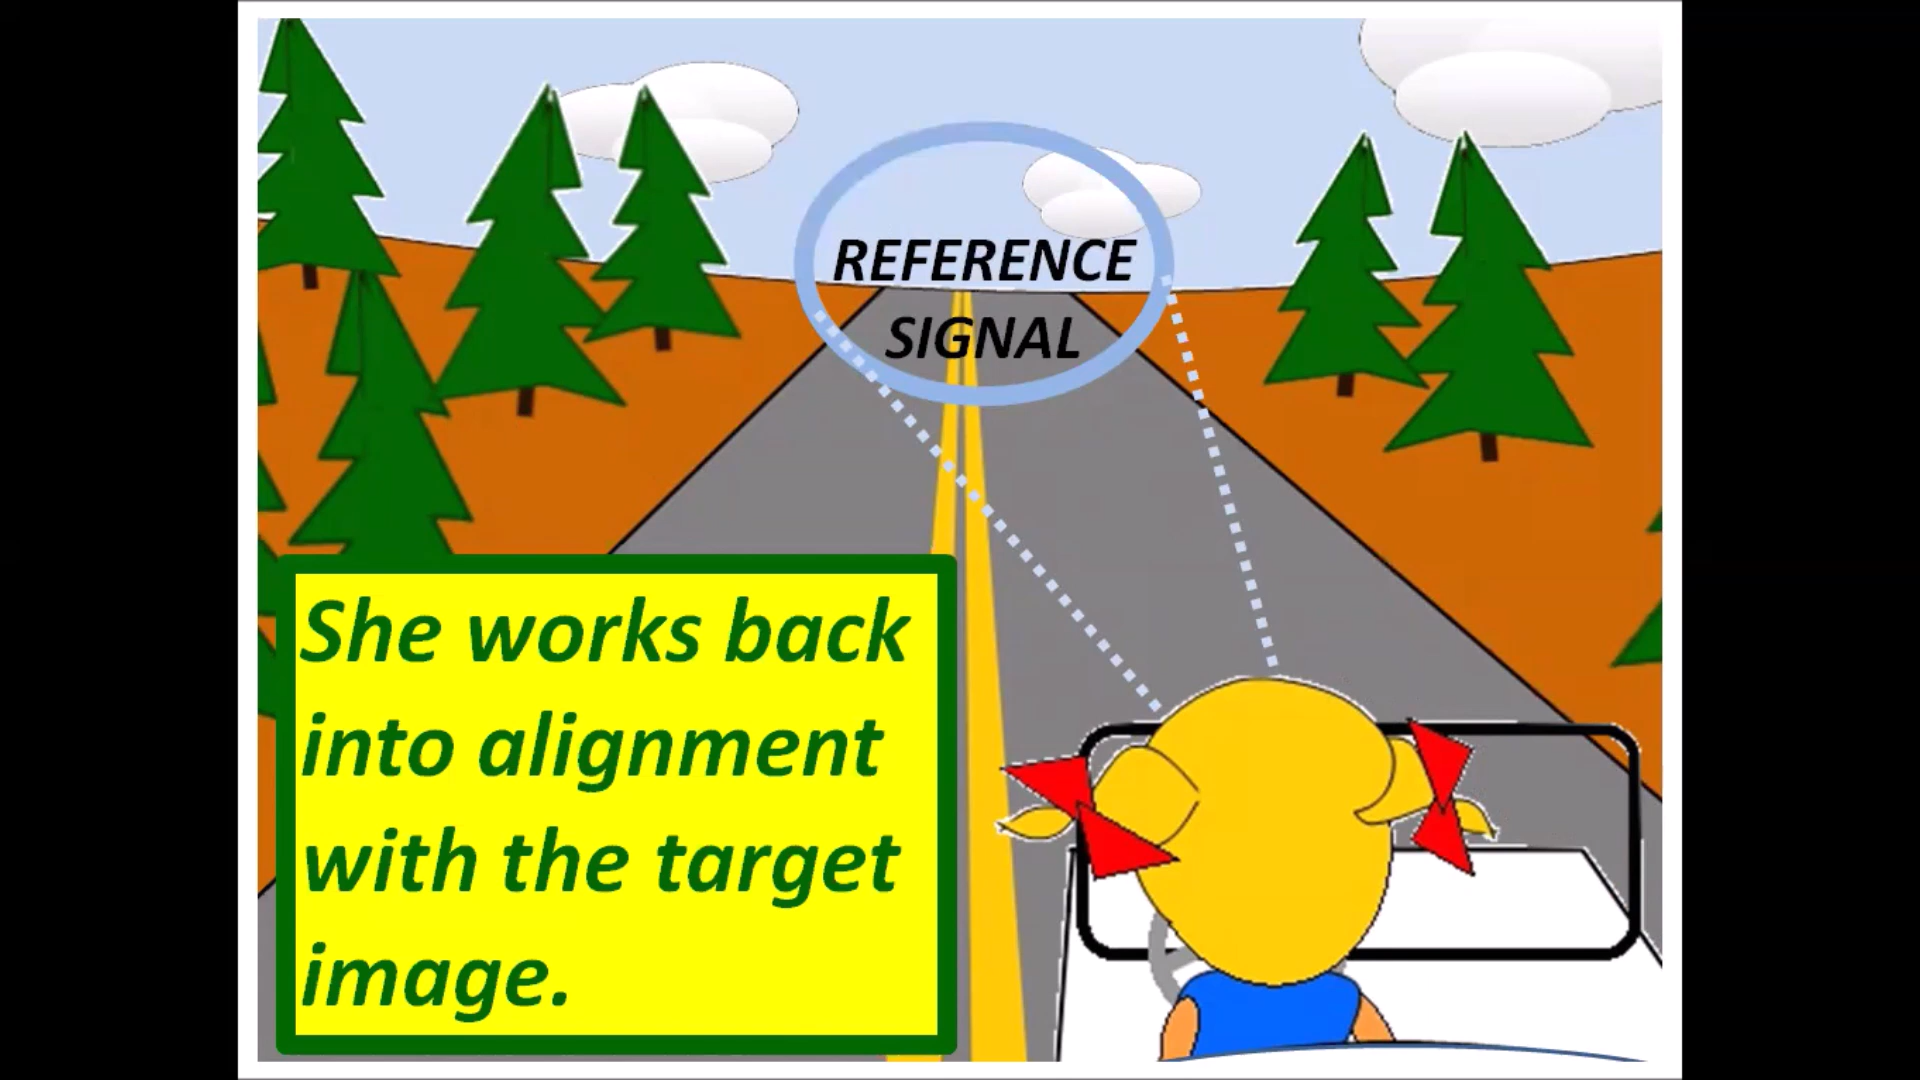 REFERENCE
SIGNAL
She works back
into alignment
with the target
image.